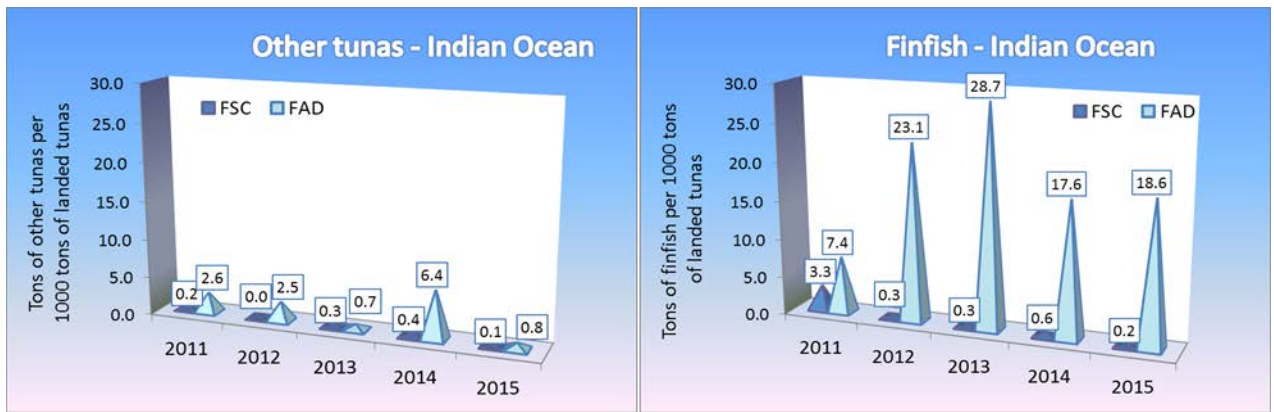 Other tunas - Indian Ocean
Tons of other tunas per
1000 tons of landed tunas
30.0
25.0
20.0
15.0
10.0
5.0
0.0
FSC FAD
0.2 2.6 0.0 2.5 0.3 0.7 0.4 6.4 0.1 0.8
2011 2012 2013 2014 2015
Finfish - Indian Ocean
Tons of finfish per 1000 tons
of landed tunas
30.0
25.0
20.0
15.0
10.0
5.0
0.0
FSC FAD
3.3 7.4 0.3 23.1 0.3 28.7 0.6 17.6 0.2 18.6
2011 2012 2013 2014 2015